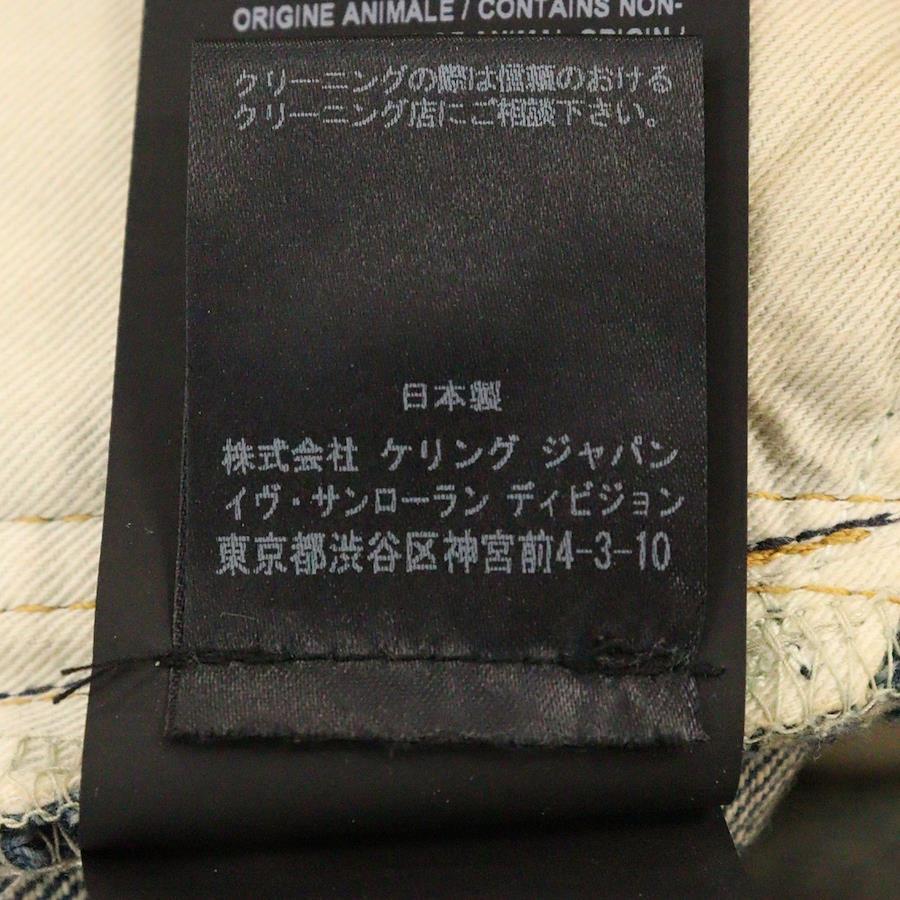 ORIGINE ANIMALE / CONTAINS NON-
ANIMAL ORIGIN /
クリーニングの際は信頼のおける
クリーニング店にご相談下さい。
日本製
株式会社 ケリング ジャパン
イヴ・サンローラン ディビジョン
東京都渋谷区神宮前4-3-10